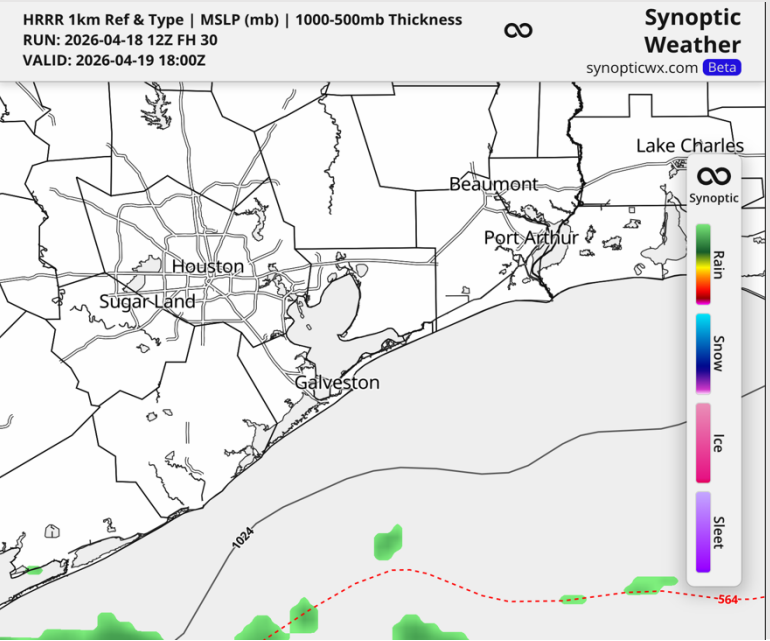 HRRR 1km Ref & Type | MSLP (mb) | 1000-500mb Thickness
RUN: 2026-04-18 12Z FH 30
VALID: 2026-04-19 18:00Z
Synoptic
Weather
synopticwx.com Beta
Lake Charles
Beaumont
Synoptic
Port Arthur
Houston
Rain
Sugar Land
Snow
Galveston
Ice
1024
Sleet
564